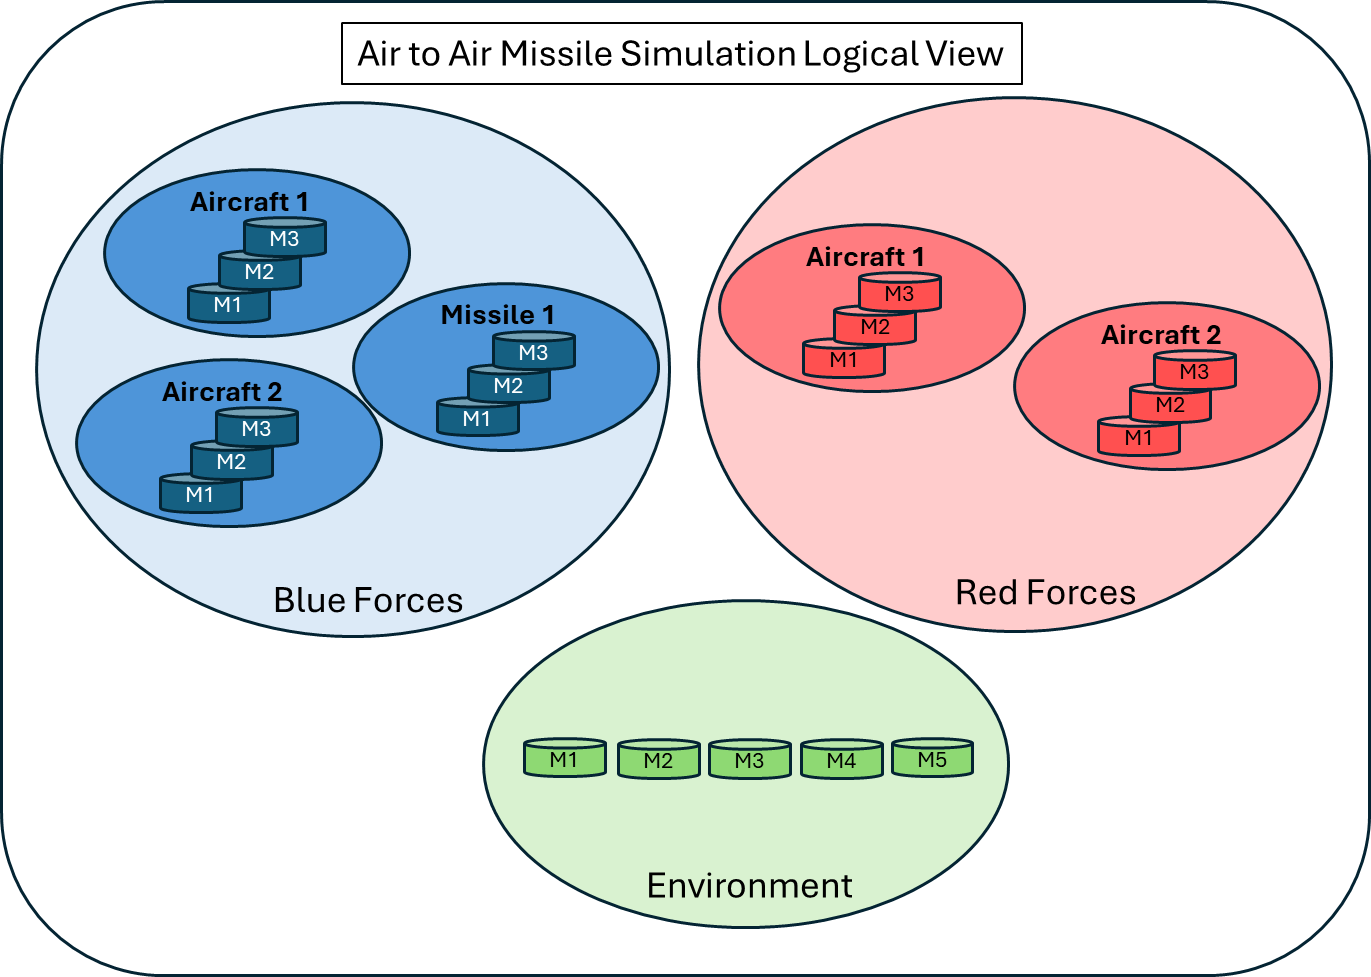 Air to Air Missile Simulation Logical View
Aircraft 1
M3
M2
M1
Missile 1
M3
M2
M1
Aircraft 2
M3
M2
M1
Blue Forces
Aircraft 1
M3
M2
M1
Aircraft 2
M3
M2
M1
Red Forces
M1 M2 M3 M4 M5
Environment